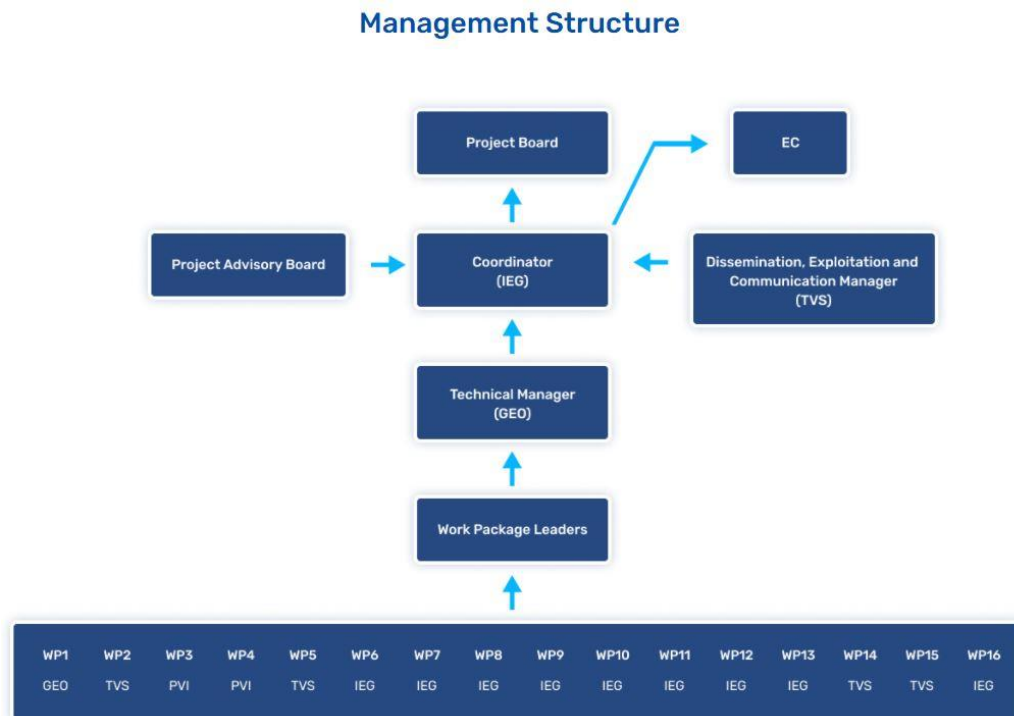 Management Structure
Project Board
EC
Project Advisory Board
Coordinator
(IEG)
Dissemination, Exploitation and
Communication Manager
(TVS)
Technical Manager
(GEO)
Work Package Leaders
WP1 WP2 WP3 WP4 WP5 WP6 WP7 WP8 WP9 WP10 WP11 WP12 WP13 WP14 WP15 WP16
GEO TVS PVI PVI TVS IEG IEG IEG IEG IEG IEG IEG IEG TVS TVS IEG